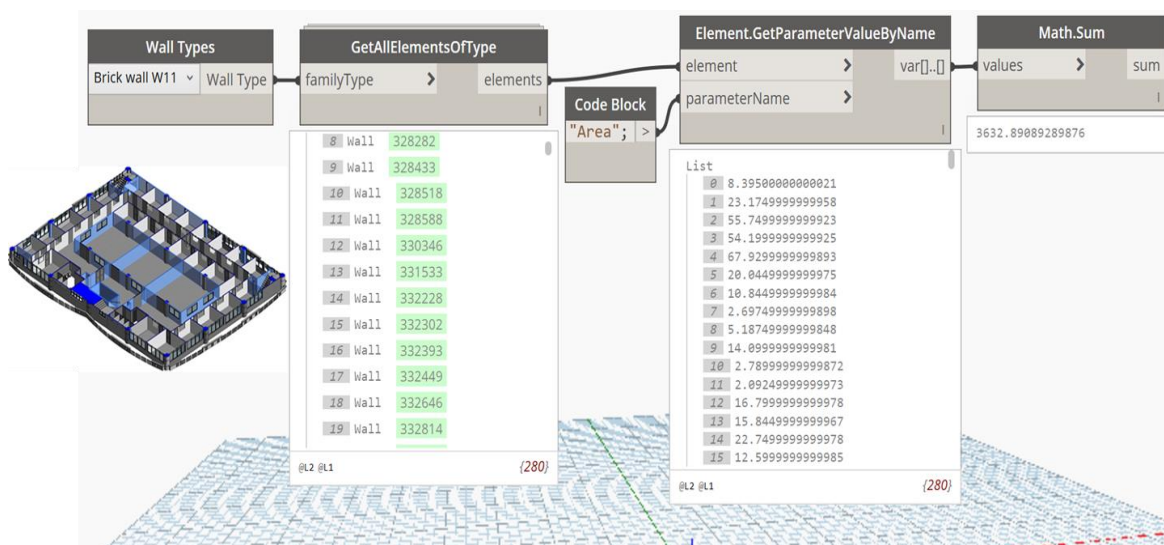 Wall Types
Brick wall W11
Wall Type
GetAllElementsOfType
familyType >
elements
8 Wall 328282
9 Wall 328433
10 Wall 328518
11 Wall 328588
12 Wall 330346
13 Wall 331533
14 Wall 332228
15 Wall 332302
16 Wall 332393
17 Wall 332449
18 Wall 332646
19 Wall 332814
@L2 @L1
{280}
Code Block
"Area"; >
Element.GetParameterValueByName
element >
var[]..[]
parameterName >
List
0 8.39500000000021
1 23.1749999999958
2 55.7499999999923
3 54.1999999999925
4 67.9299999999893
5 20.0449999999975
6 10.8449999999984
7 2.69749999999898
8 5.18749999999848
9 14.0999999999981
10 2.78999999999872
11 2.09249999999973
12 16.7999999999978
13 15.8449999999967
14 22.7499999999978
15 12.5999999999985
@L2 @L1
{280}
Math.Sum
values >
sum
3632.89089289876